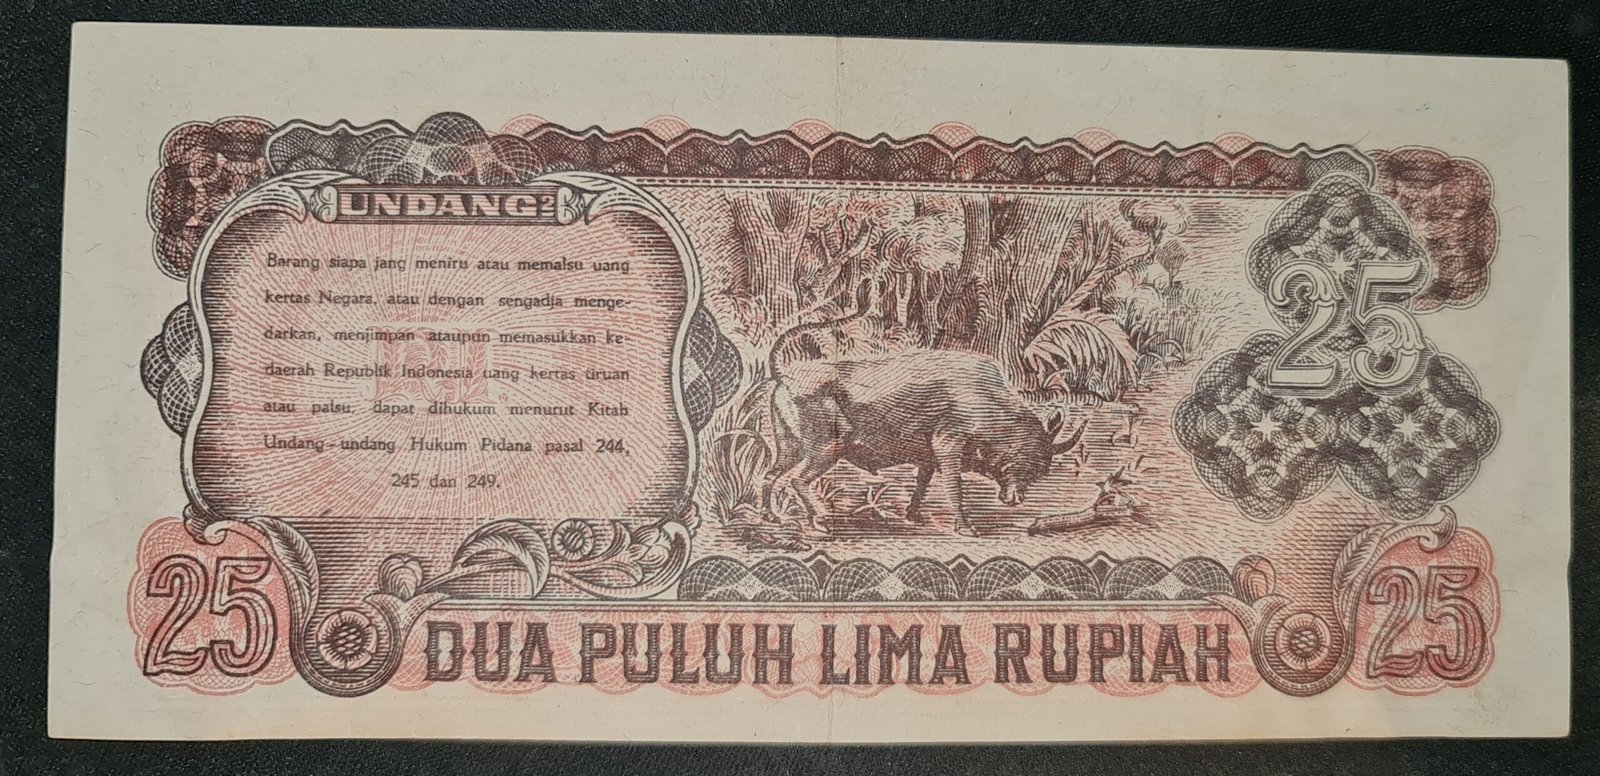 UNDANG2
Barang siapa jang meniru atau memalsu uang
kertas Negara, atau dengan sengadja menge-
darkan, menjimpan ataupun memasukkan ke-
daerah Republik Indonesia uang kertas tiruan
atau palsu, dapat dihukum menurut Kitab
Undang-undang Hukum Pidana pasal 244,
245 dan 249.
R.I.
25
25
DUA PULUH LIMA RUPIAH
25